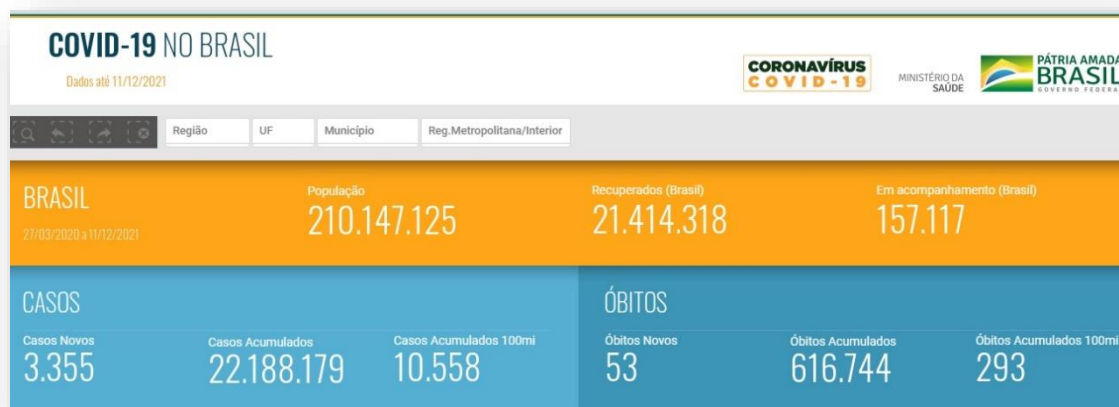 COVID-19 NO BRASIL
Dados até 11/12/2021
CORONAVÍRUS
COVID-19
MINISTÉRIO DA
SAÚDE
PÁTRIA AMADA
BRASIL
GOVERNO FEDERAL
Região
UF
Município
Reg.Metropolitana/Interior
BRASIL
27/03/2020 a 11/12/2021
População
210.147.125
Recuperados (Brasil)
21.414.318
Em acompanhamento (Brasil)
157.117
CASOS
Casos Novos
3.355
Casos Acumulados
22.188.179
Casos Acumulados 100mi
10.558
ÓBITOS
Óbitos Novos
53
Óbitos Acumulados
616.744
Óbitos Acumulados 100mi
293